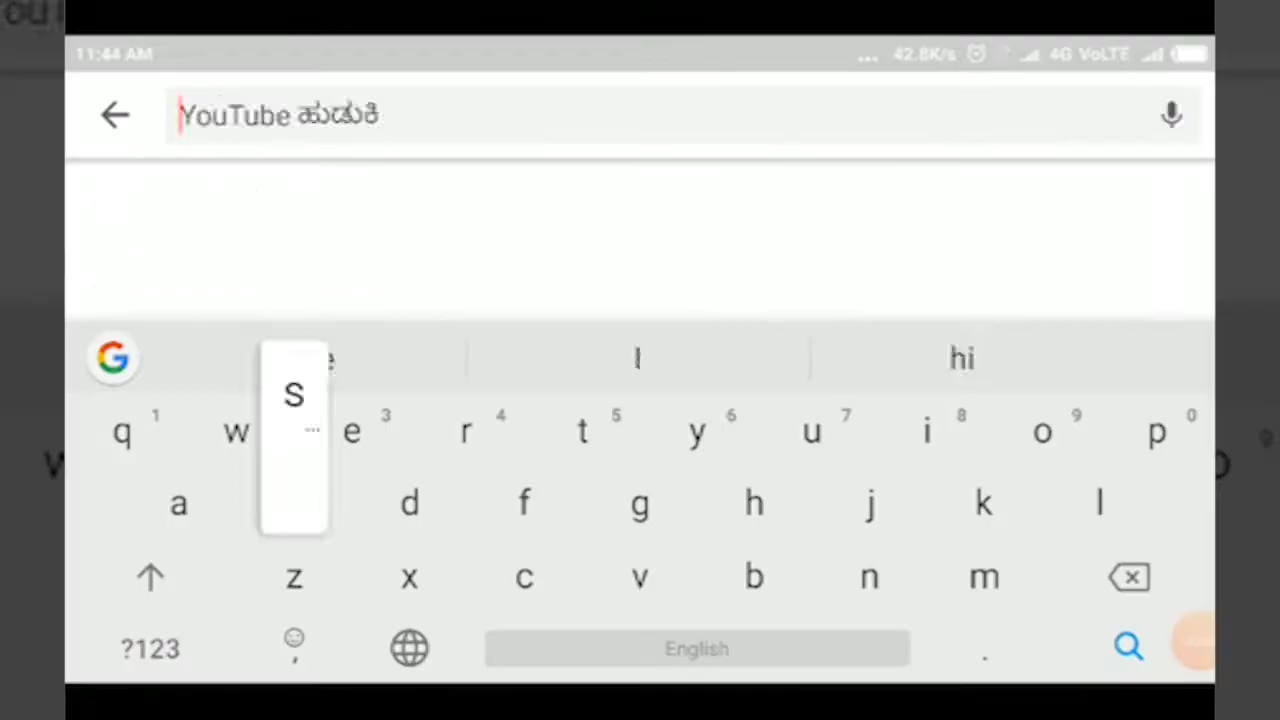 11:44 AM ... 42.8K/s 4G VoLTE
YouTube ಹುಡುಕಿ
I hi
S
q 1 w e 3 r 4 t 5 y 6 u 7 i 8 o 9 p 0
a d f g h j k l
z x c v b n m
?123 , English .